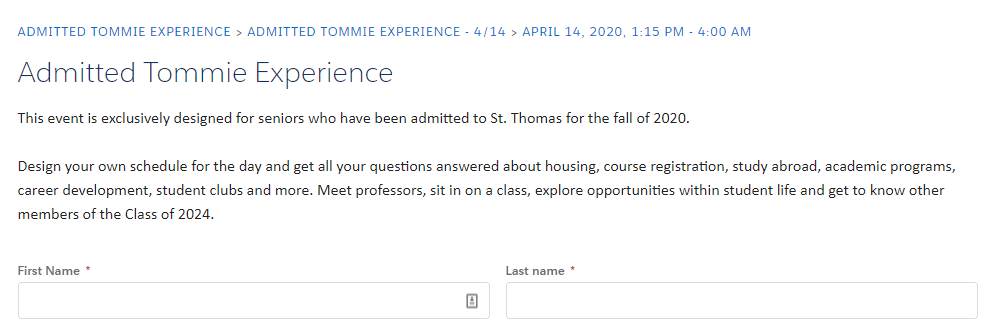 ADMITTED TOMMIE EXPERIENCE > ADMITTED TOMMIE EXPERIENCE - 4/14 > APRIL 14, 2020, 1:15 PM - 4:00 AM
Admitted Tommie Experience
This event is exclusively designed for seniors who have been admitted to St. Thomas for the fall of 2020.
Design your own schedule for the day and get all your questions answered about housing, course registration, study abroad, academic programs,
career development, student clubs and more. Meet professors, sit in on a class, explore opportunities within student life and get to know other
members of the Class of 2024.
First Name * Last name *